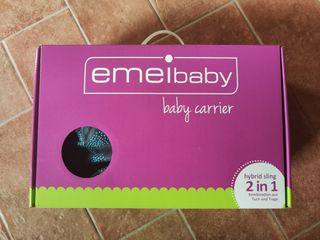 emeibaby
baby carrier
hybrid sling
2 in 1
Kombination aus
Tuch und Trage